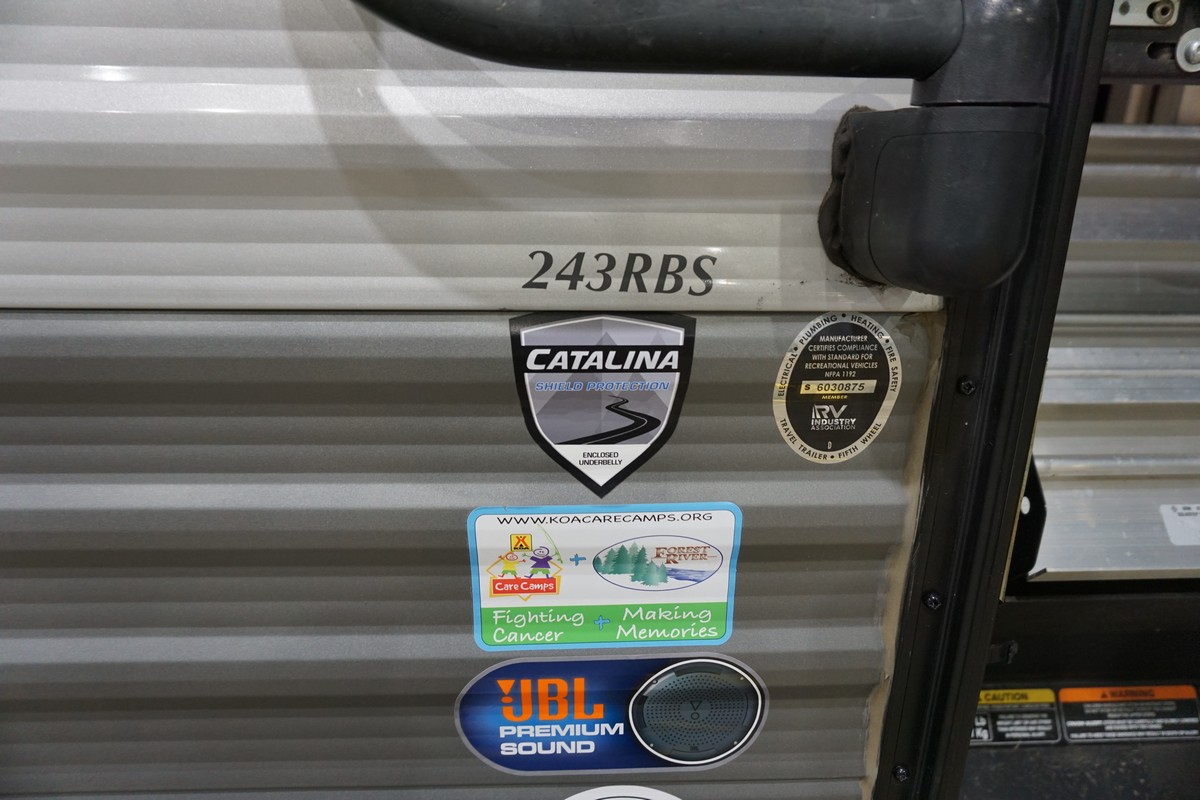 243RBS
CATALINA
SHIELD PROTECTION
ENCLOSED
UNDERBELLY
ELECTRICAL • PLUMBING • HEATING • FIRE SAFETY
MANUFACTURER
CERTIFIES COMPLIANCE
WITH STANDARD FOR
RECREATIONAL VEHICLES
NFPA 1192
S 6030875
MEMBER
RV
INDUSTRY
ASSOCIATION
D
TRAVEL TRAILER • FIFTH WHEEL
WWW.KOACARECAMPS.ORG
Care Camps
+
FOREST
RIVER
Fighting + Making
Cancer Memories
JBL
PREMIUM
SOUND
CAUTION
WARNING